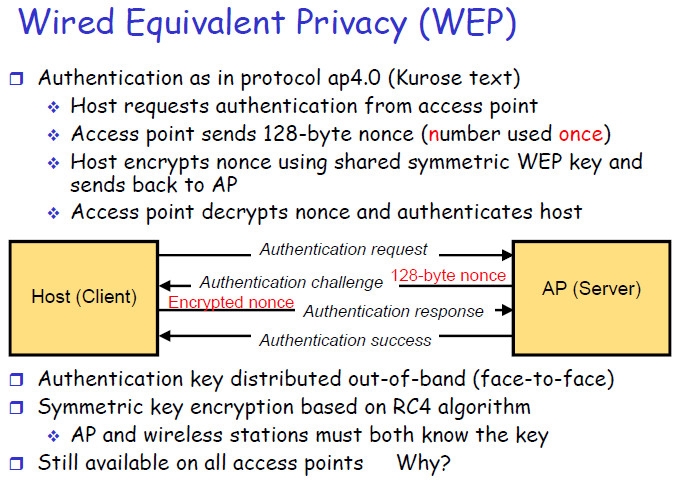 Wired Equivalent Privacy (WEP)
Authentication as in protocol ap4.0 (Kurose text)
Host requests authentication from access point
Access point sends 128-byte nonce (number used once)
Host encrypts nonce using shared symmetric WEP key and
sends back to AP
Access point decrypts nonce and authenticates host
Authentication request
Authentication challenge 128-byte nonce
Host (Client)
AP (Server)
Encrypted nonce Authentication response
Authentication success
Authentication key distributed out-of-band (face-to-face)
Symmetric key encryption based on RC4 algorithm
AP and wireless stations must both know the key
Still available on all access points Why?